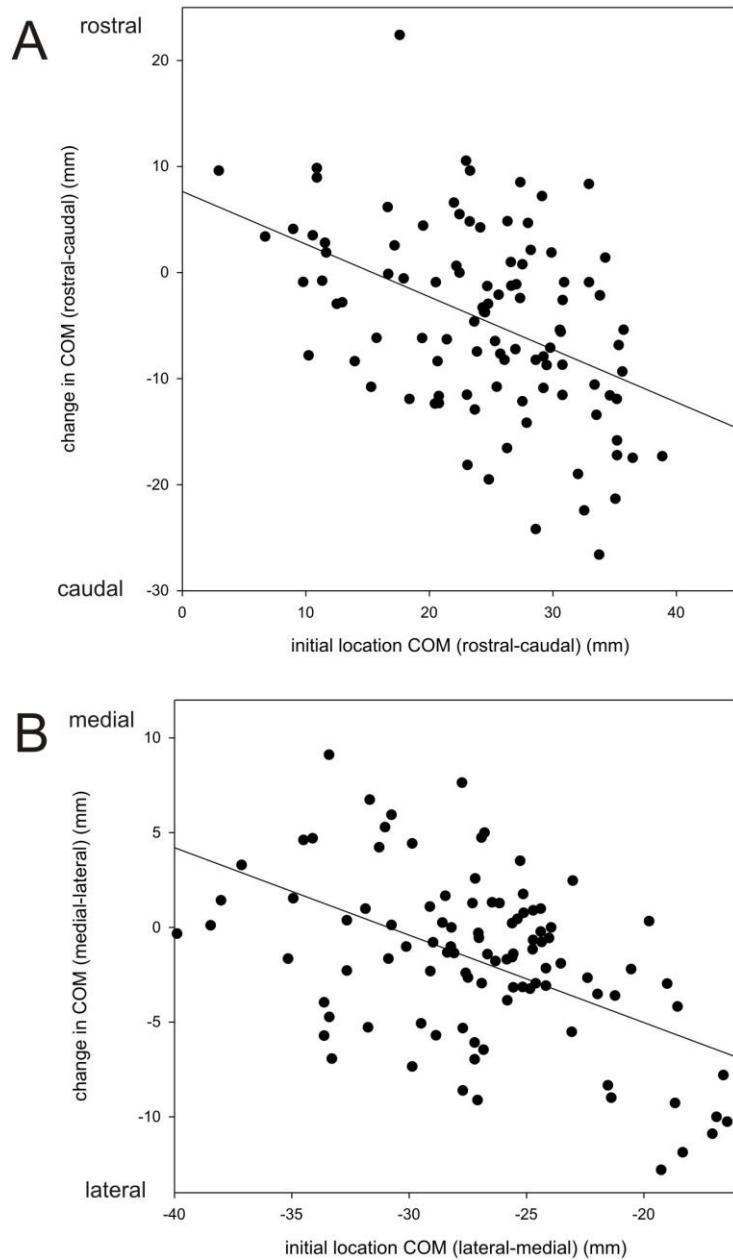 A
rostral
20
10
0
-10
-20
-30
caudal
change in COM (rostral-caudal) (mm)
0 10 20 30 40
initial location COM (rostral-caudal) (mm)
B
medial
10
5
0
-5
-10
lateral
change in COM (medial-lateral) (mm)
-40 -35 -30 -25 -20
initial location COM (lateral-medial) (mm)